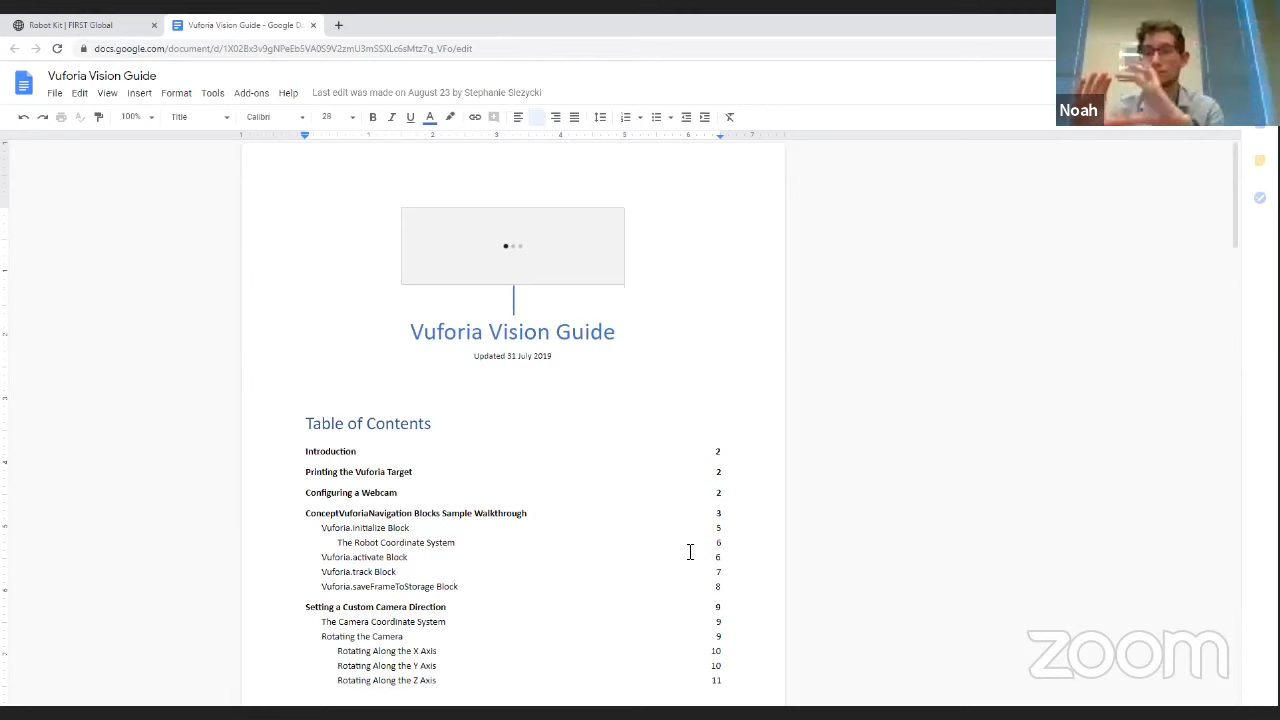 Robot Kit | FIRST Global
Vuforia Vision Guide - Google Do
docs.google.com/document/d/1X02Bx3v9gNPeEb5VA0S9V2zmU3mSSXLc6sMtz7q_VFo/edit
Vuforia Vision Guide
File Edit View Insert Format Tools Add-ons Help Last edit was made on August 23 by Stephanie Slezycki
100% Title Calibri 28
Noah
Vuforia Vision Guide
Updated 31 July 2019
Table of Contents
Introduction 2
Printing the Vuforia Target 2
Configuring a Webcam 2
ConceptVuforiaNavigation Blocks Sample Walkthrough 3
Vuforia.initialize Block 5
The Robot Coordinate System 6
Vuforia.activate Block 6
Vuforia.track Block 7
Vuforia.saveFrameToStorage Block 8
Setting a Custom Camera Direction 9
The Camera Coordinate System 9
Rotating the Camera 9
Rotating Along the X Axis 10
Rotating Along the Y Axis 10
Rotating Along the Z Axis 11
zoom